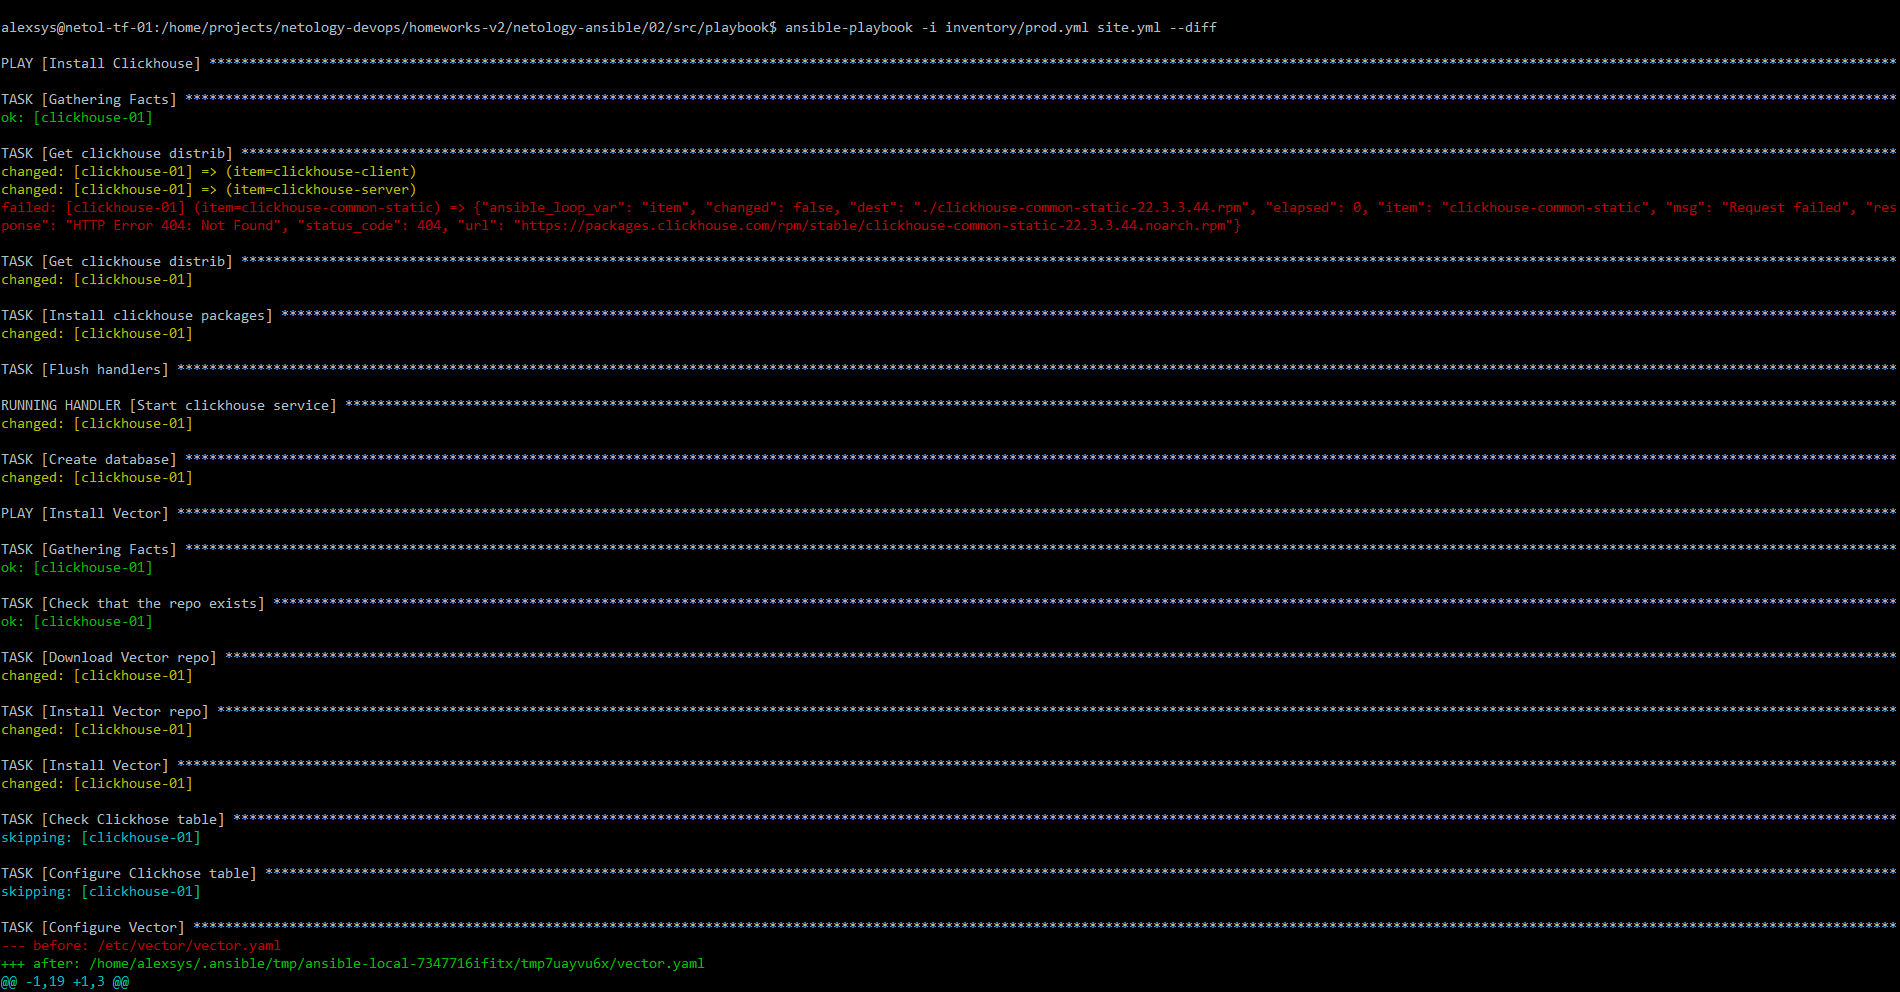 alexsys@netol-tf-01:/home/projects/netology-devops/homeworks-v2/netology-ansible/02/src/playbook$ ansible-playbook -i inventory/prod.yml site.yml --diff
PLAY [Install Clickhouse] ****************************************************************************************************************************************************************************************************************
TASK [Gathering Facts] *******************************************************************************************************************************************************************************************************************
ok: [clickhouse-01]
TASK [Get clickhouse distrib] ************************************************************************************************************************************************************************************************************
changed: [clickhouse-01] => (item=clickhouse-client)
changed: [clickhouse-01] => (item=clickhouse-server)
failed: [clickhouse-01] (item=clickhouse-common-static) => {"ansible_loop_var": "item", "changed": false, "dest": "./clickhouse-common-static-22.3.3.44.rpm", "elapsed": 0, "item": "clickhouse-common-static", "msg": "Request failed", "res
ponse": "HTTP Error 404: Not Found", "status_code": 404, "url": "https://packages.clickhouse.com/rpm/stable/clickhouse-common-static-22.3.3.44.noarch.rpm"}
TASK [Get clickhouse distrib] ************************************************************************************************************************************************************************************************************
changed: [clickhouse-01]
TASK [Install clickhouse packages] *******************************************************************************************************************************************************************************************************
changed: [clickhouse-01]
TASK [Flush handlers] ********************************************************************************************************************************************************************************************************************
RUNNING HANDLER [Start clickhouse service] ***********************************************************************************************************************************************************************************************
changed: [clickhouse-01]
TASK [Create database] *******************************************************************************************************************************************************************************************************************
changed: [clickhouse-01]
PLAY [Install Vector] ********************************************************************************************************************************************************************************************************************
TASK [Gathering Facts] *******************************************************************************************************************************************************************************************************************
ok: [clickhouse-01]
TASK [Check that the repo exists] ********************************************************************************************************************************************************************************************************
ok: [clickhouse-01]
TASK [Download Vector repo] **************************************************************************************************************************************************************************************************************
changed: [clickhouse-01]
TASK [Install Vector repo] ***************************************************************************************************************************************************************************************************************
changed: [clickhouse-01]
TASK [Install Vector] ********************************************************************************************************************************************************************************************************************
changed: [clickhouse-01]
TASK [Check Clickhose table] *************************************************************************************************************************************************************************************************************
skipping: [clickhouse-01]
TASK [Configure Clickhose table] *********************************************************************************************************************************************************************************************************
skipping: [clickhouse-01]
TASK [Configure Vector] ******************************************************************************************************************************************************************************************************************
--- before: /etc/vector/vector.yaml
+++ after: /home/alexsys/.ansible/tmp/ansible-local-7347716ifitx/tmp7uayvu6x/vector.yaml
@@ -1,19 +1,3 @@